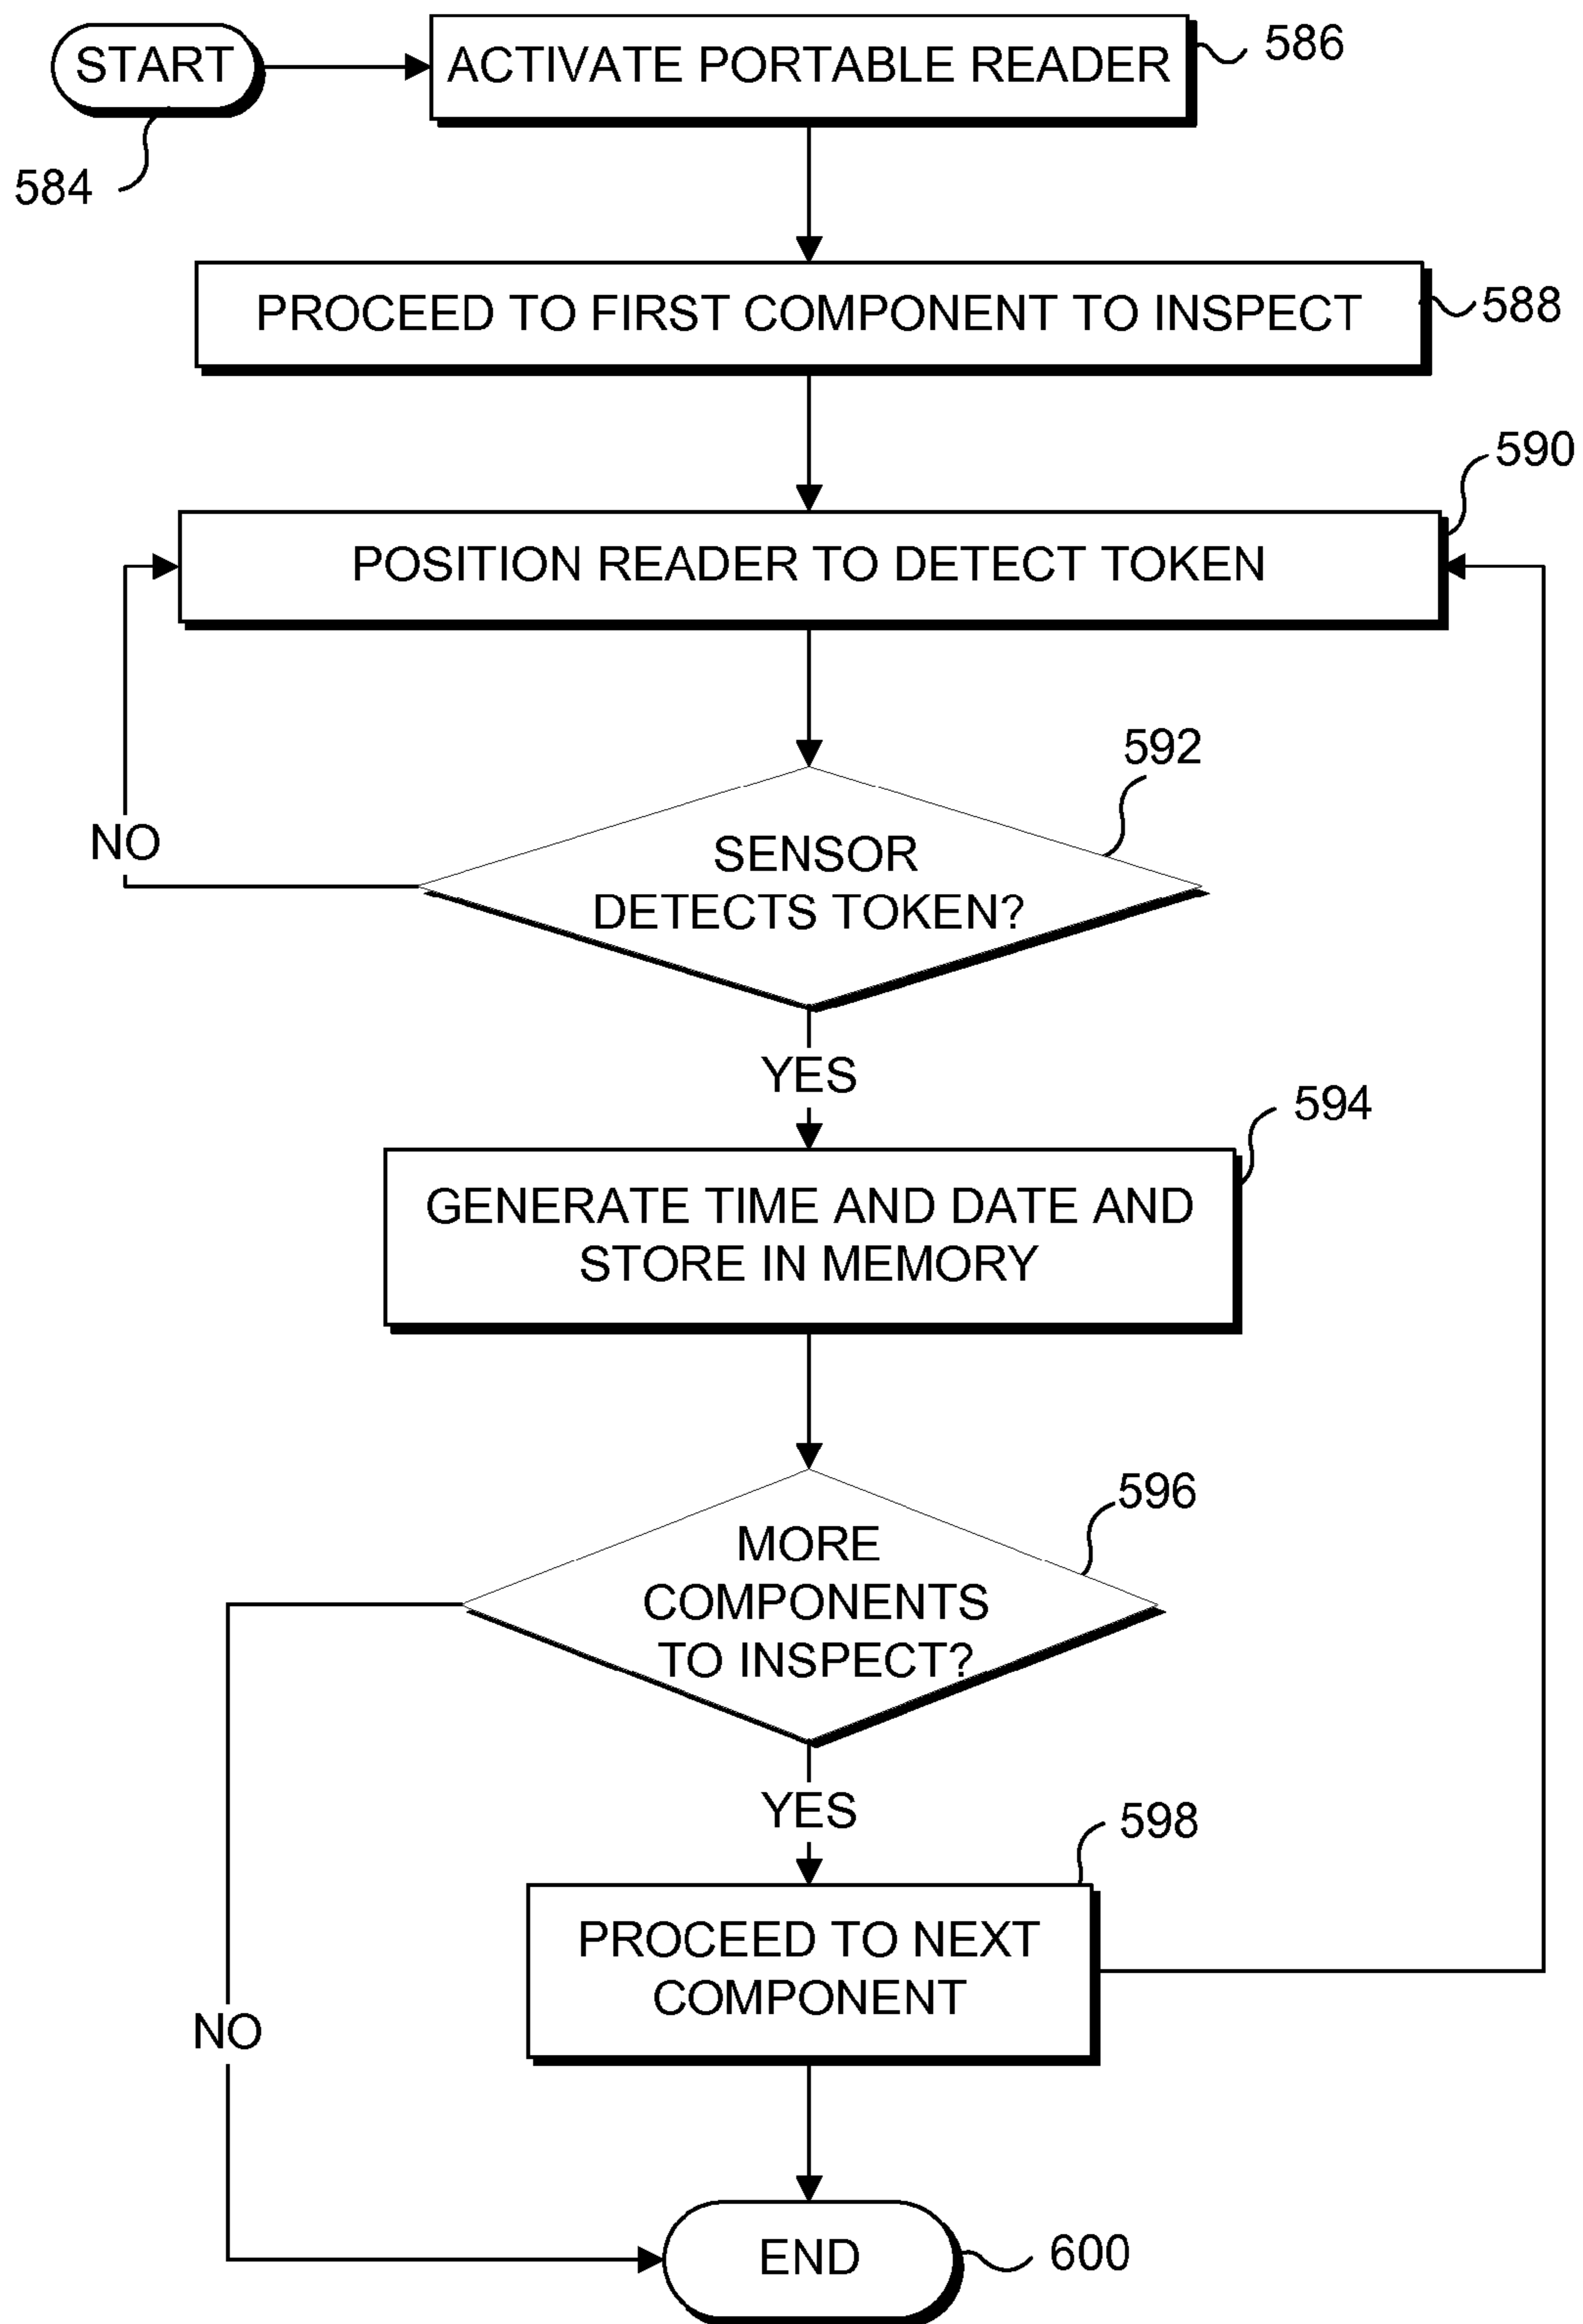 START
ACTIVATE PORTABLE READER
586
584
PROCEED TO FIRST COMPONENT TO INSPECT
588
590
POSITION READER TO DETECT TOKEN
592
NO
SENSOR
DETECTS TOKEN?
YES
594
GENERATE TIME AND DATE AND
STORE IN MEMORY
596
MORE
COMPONENTS
TO INSPECT?
YES
598
PROCEED TO NEXT
COMPONENT
NO
END
600